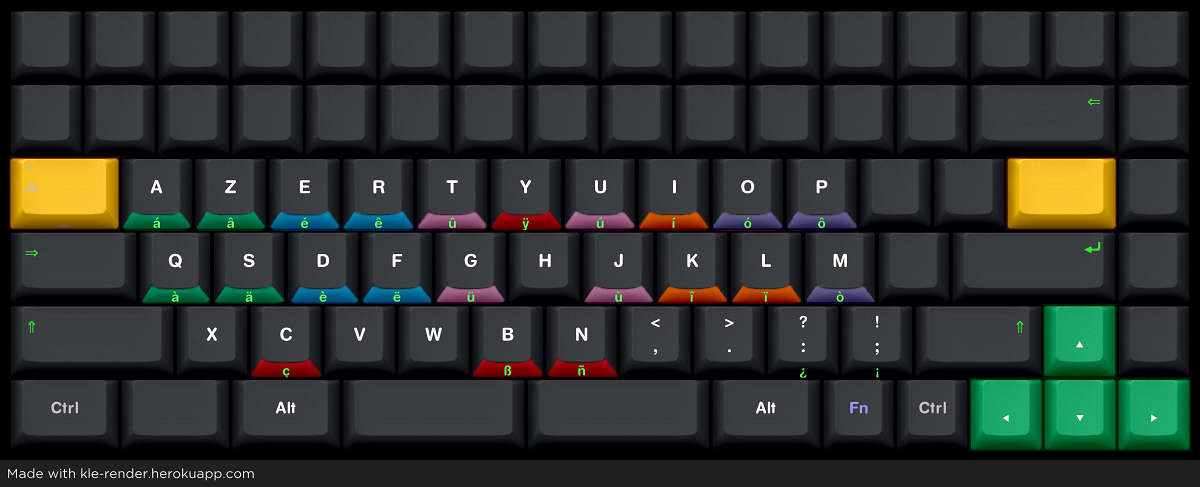 ⇐
^ A Z E R T Y U I O P
á â é ê û ÿ ú í ó ô
⇒ Q S D F G H J K L M ↵
à ä è ë ü ù î ï ò
⇑ X C V W B N < > ? ! ⇑ ▲
, . : ;
ç ß ñ ¿ ¡
Ctrl Alt Alt Fn Ctrl ◂ ▾ ▸
Made with kle-render.herokuapp.com